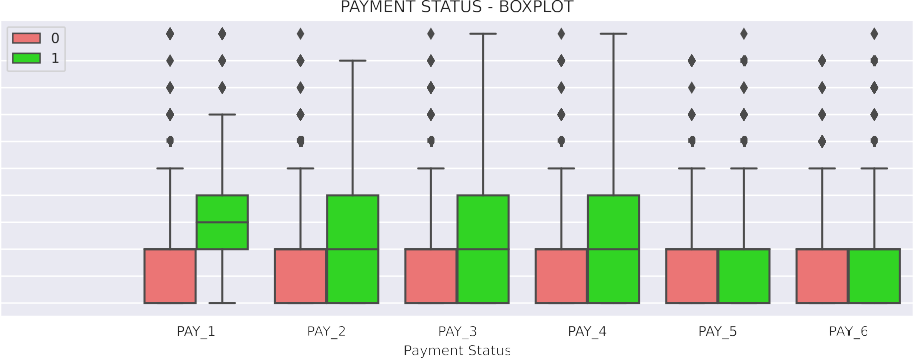 PAYMENT STATUS - BOXPLOT
0
1
PAY_1 PAY_2 PAY_3 PAY_4 PAY_5 PAY_6
Payment Status